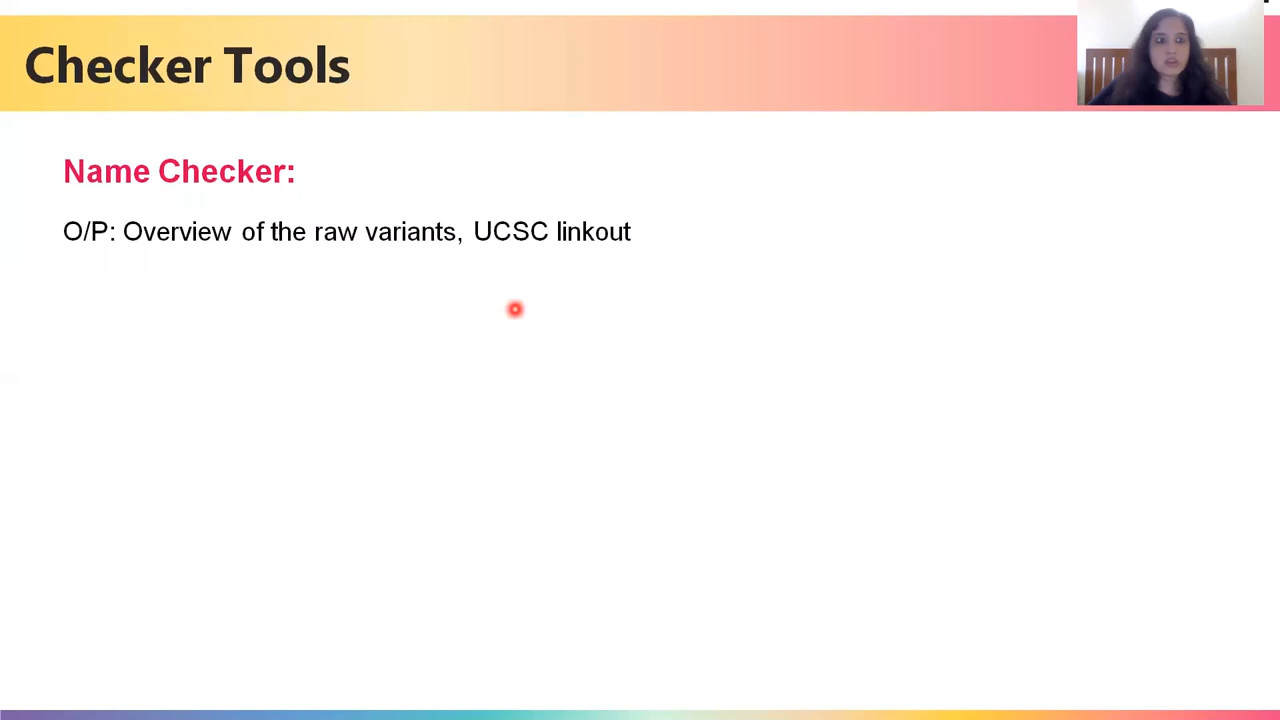 Checker Tools
Name Checker:
O/P: Overview of the raw variants, UCSC linkout